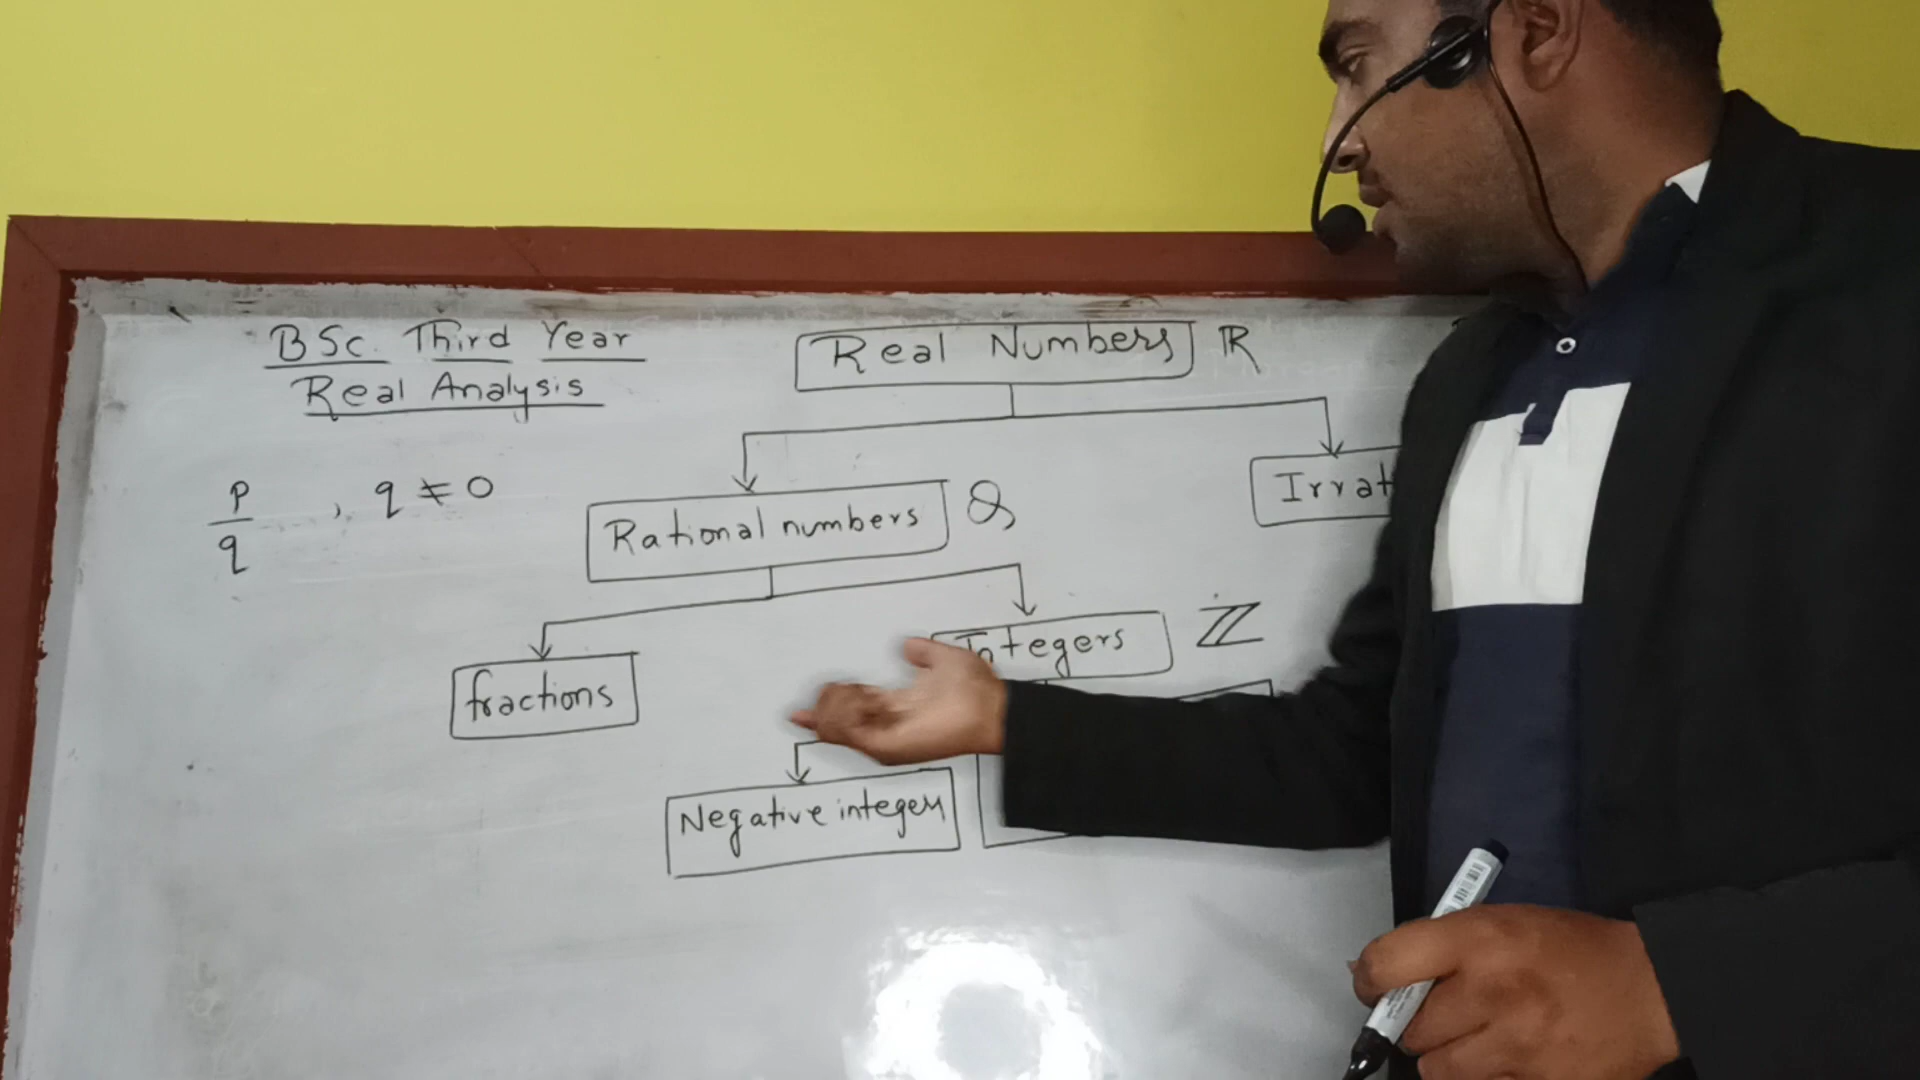 BSc. Third Year
Real Analysis
Real Numbers ℝ
p/q , q ≠ 0
Rational numbers Q
Irrat
fractions
Integers ℤ
Negative integers